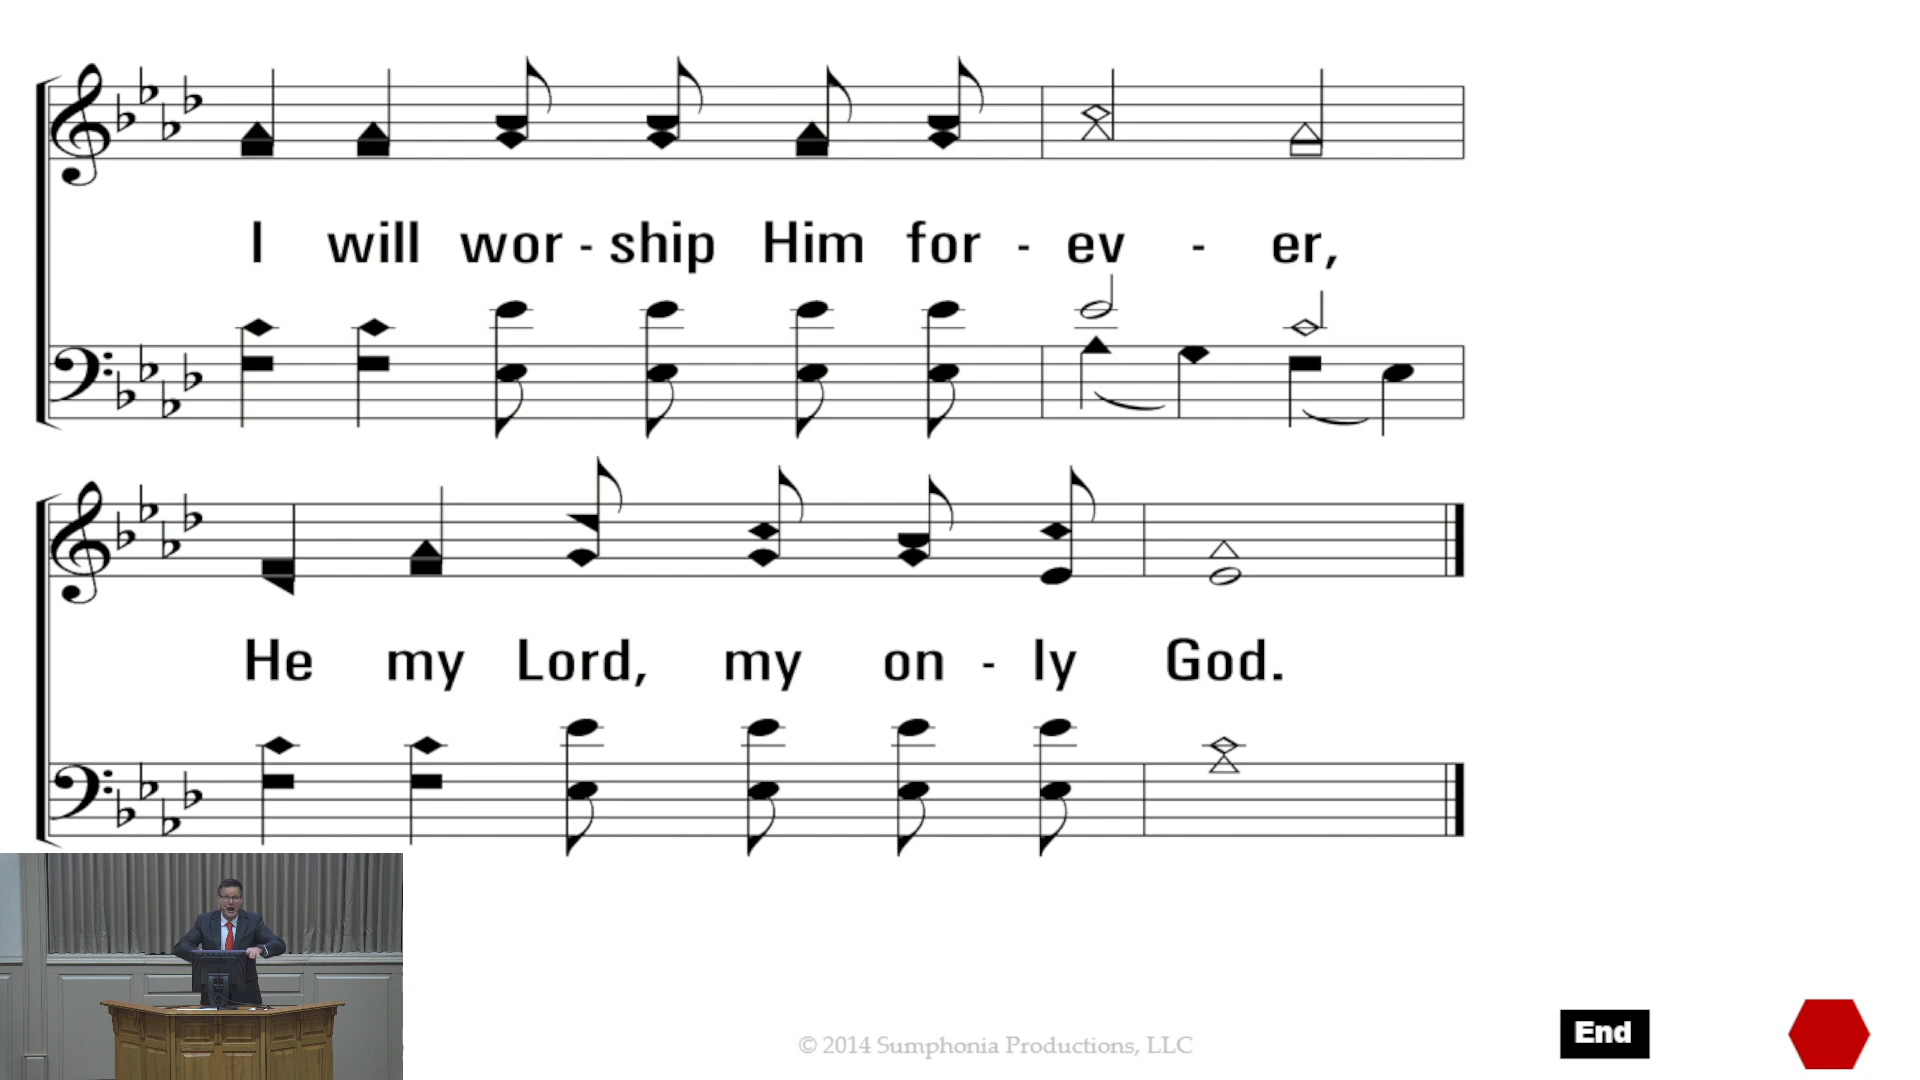 I will wor - ship Him for - ev - er,
He my Lord, my on - ly God.
© 2014 Sumphonia Productions, LLC
End